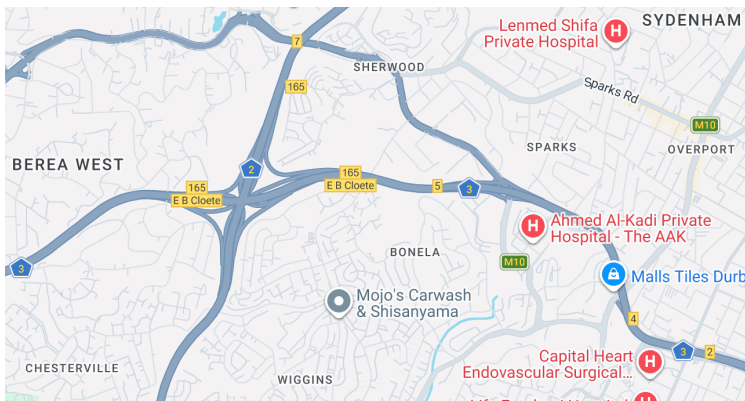 Lenmed Shifa
Private Hospital
H
SYDENHAM
7
SHERWOOD
165
Sparks Rd
M10
SPARKS
OVERPORT
BEREA WEST
2
165
E B Cloete
165
E B Cloete
5
3
H
Ahmed Al-Kadi Private
Hospital - The AAK
BONELA
M10
3
Malls Tiles Durb
Mojo's Carwash
& Shisanyama
4
3
2
CHESTERVILLE
WIGGINS
Capital Heart
Endovascular Surgical...
H